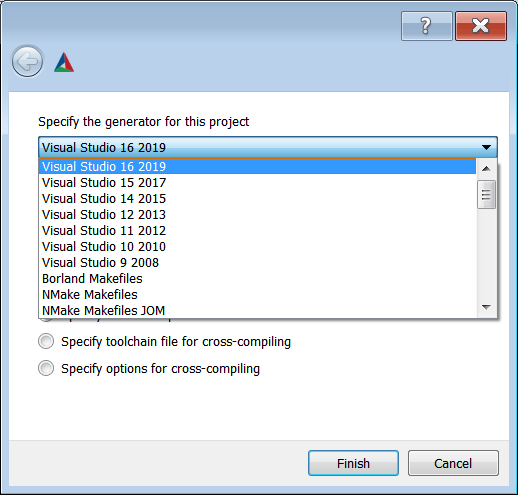 ?
Specify the generator for this project
Visual Studio 16 2019
Visual Studio 16 2019
Visual Studio 15 2017
Visual Studio 14 2015
Visual Studio 12 2013
Visual Studio 11 2012
Visual Studio 10 2010
Visual Studio 9 2008
Borland Makefiles
NMake Makefiles
NMake Makefiles JOM
Specify toolchain file for cross-compiling
Specify options for cross-compiling
Finish
Cancel